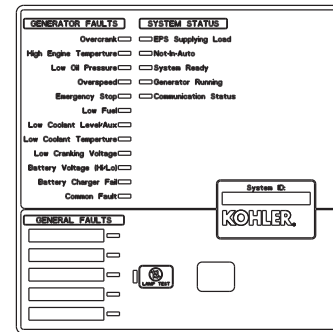 GENERATOR FAULTS
Overcrank
High Engine Temperture
Low Oil Pressure
Overspeed
Emergency Stop
Low Fuel
Low Coolant Level/Aux
Low Coolant Temperture
Low Cranking Voltage
Battery Voltage (Hi/Lo)
Battery Charger Fail
Common Fault
SYSTEM STATUS
EPS Supplying Load
Not-In-Auto
System Ready
Generator Running
Communication Status
System ID:
KOHLER.
GENERAL FAULTS
LAMP TEST